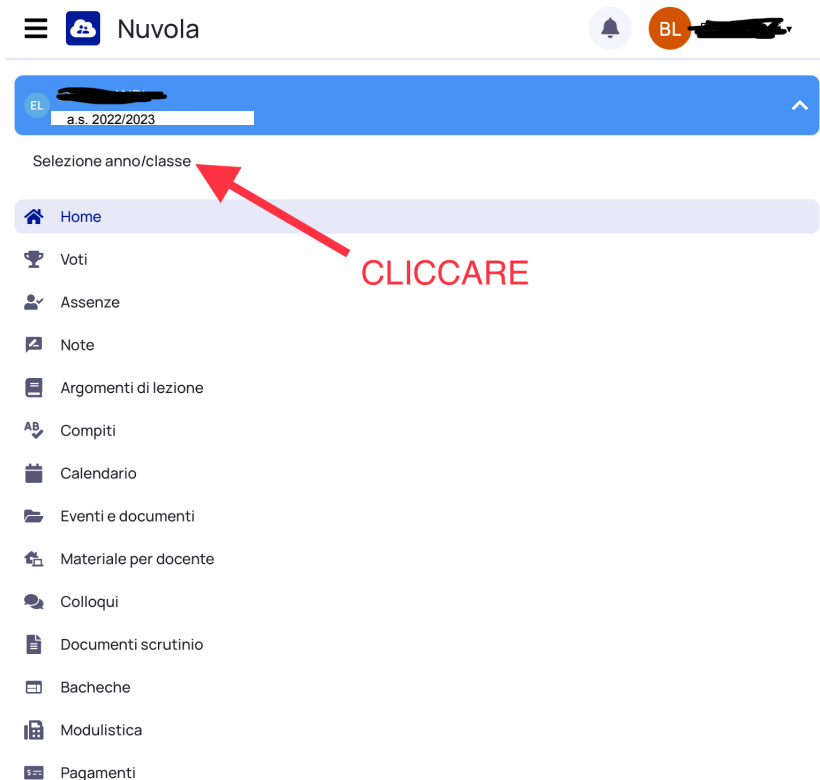 Nuvola
BL
EL
a.s. 2022/2023
Selezione anno/classe
Home
CLICCARE
Voti
Assenze
Note
Argomenti di lezione
AB
Compiti
Calendario
Eventi e documenti
Materiale per docente
Colloqui
Documenti scrutinio
Bacheche
Modulistica
Pagamenti